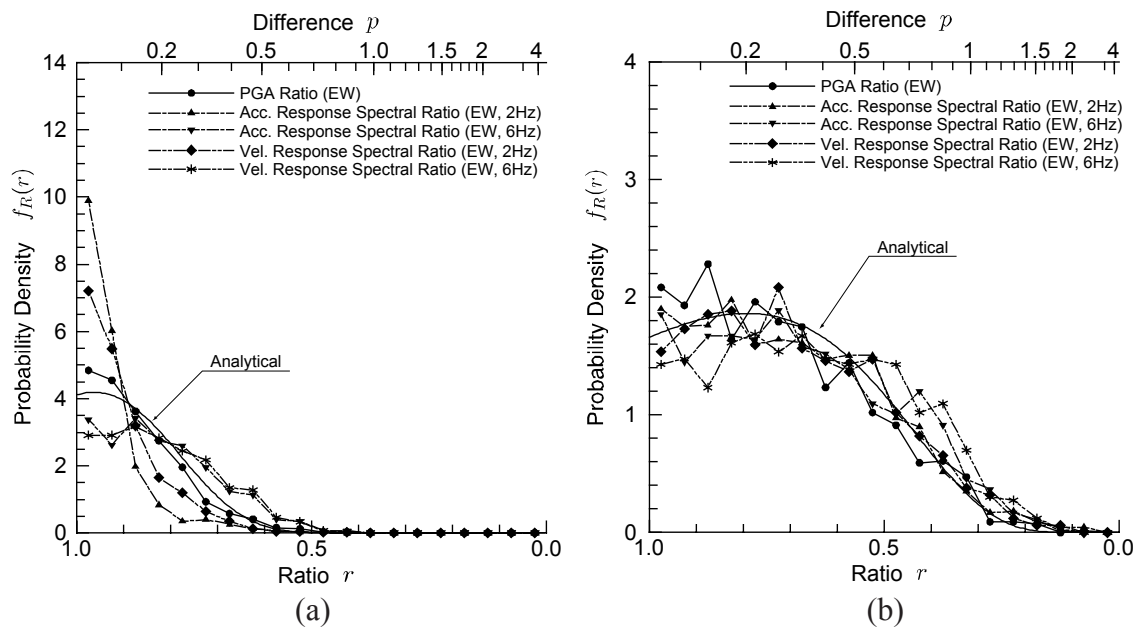 Difference p
0.2 0.5 1.0 1.5 2 4
14
12
10
8
6
4
2
0
Probability Density f_R(r)
PGA Ratio (EW)
Acc. Response Spectral Ratio (EW, 2Hz)
Acc. Response Spectral Ratio (EW, 6Hz)
Vel. Response Spectral Ratio (EW, 2Hz)
Vel. Response Spectral Ratio (EW, 6Hz)
Analytical
1.0 0.5 0.0
Ratio r
(a)
Difference p
0.2 0.5 1 1.5 2 4
4
3
2
1
0
Probability Density f_R(r)
PGA Ratio (EW)
Acc. Response Spectral Ratio (EW, 2Hz)
Acc. Response Spectral Ratio (EW, 6Hz)
Vel. Response Spectral Ratio (EW, 2Hz)
Vel. Response Spectral Ratio (EW, 6Hz)
Analytical
1.0 0.5 0.0
Ratio r
(b)